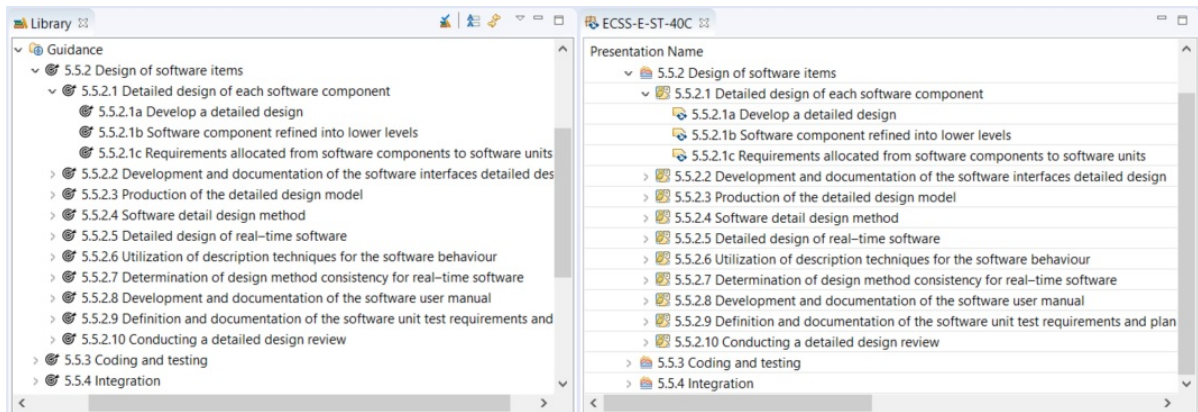 Library
Guidance
5.5.2 Design of software items
5.5.2.1 Detailed design of each software component
5.5.2.1a Develop a detailed design
5.5.2.1b Software component refined into lower levels
5.5.2.1c Requirements allocated from software components to software units
5.5.2.2 Development and documentation of the software interfaces detailed des
5.5.2.3 Production of the detailed design model
5.5.2.4 Software detail design method
5.5.2.5 Detailed design of real–time software
5.5.2.6 Utilization of description techniques for the software behaviour
5.5.2.7 Determination of design method consistency for real–time software
5.5.2.8 Development and documentation of the software user manual
5.5.2.9 Definition and documentation of the software unit test requirements and
5.5.2.10 Conducting a detailed design review
5.5.3 Coding and testing
5.5.4 Integration
ECSS-E-ST-40C
Presentation Name
5.5.2 Design of software items
5.5.2.1 Detailed design of each software component
5.5.2.1a Develop a detailed design
5.5.2.1b Software component refined into lower levels
5.5.2.1c Requirements allocated from software components to software units
5.5.2.2 Development and documentation of the software interfaces detailed design
5.5.2.3 Production of the detailed design model
5.5.2.4 Software detail design method
5.5.2.5 Detailed design of real–time software
5.5.2.6 Utilization of description techniques for the software behaviour
5.5.2.7 Determination of design method consistency for real–time software
5.5.2.8 Development and documentation of the software user manual
5.5.2.9 Definition and documentation of the software unit test requirements and plan
5.5.2.10 Conducting a detailed design review
5.5.3 Coding and testing
5.5.4 Integration